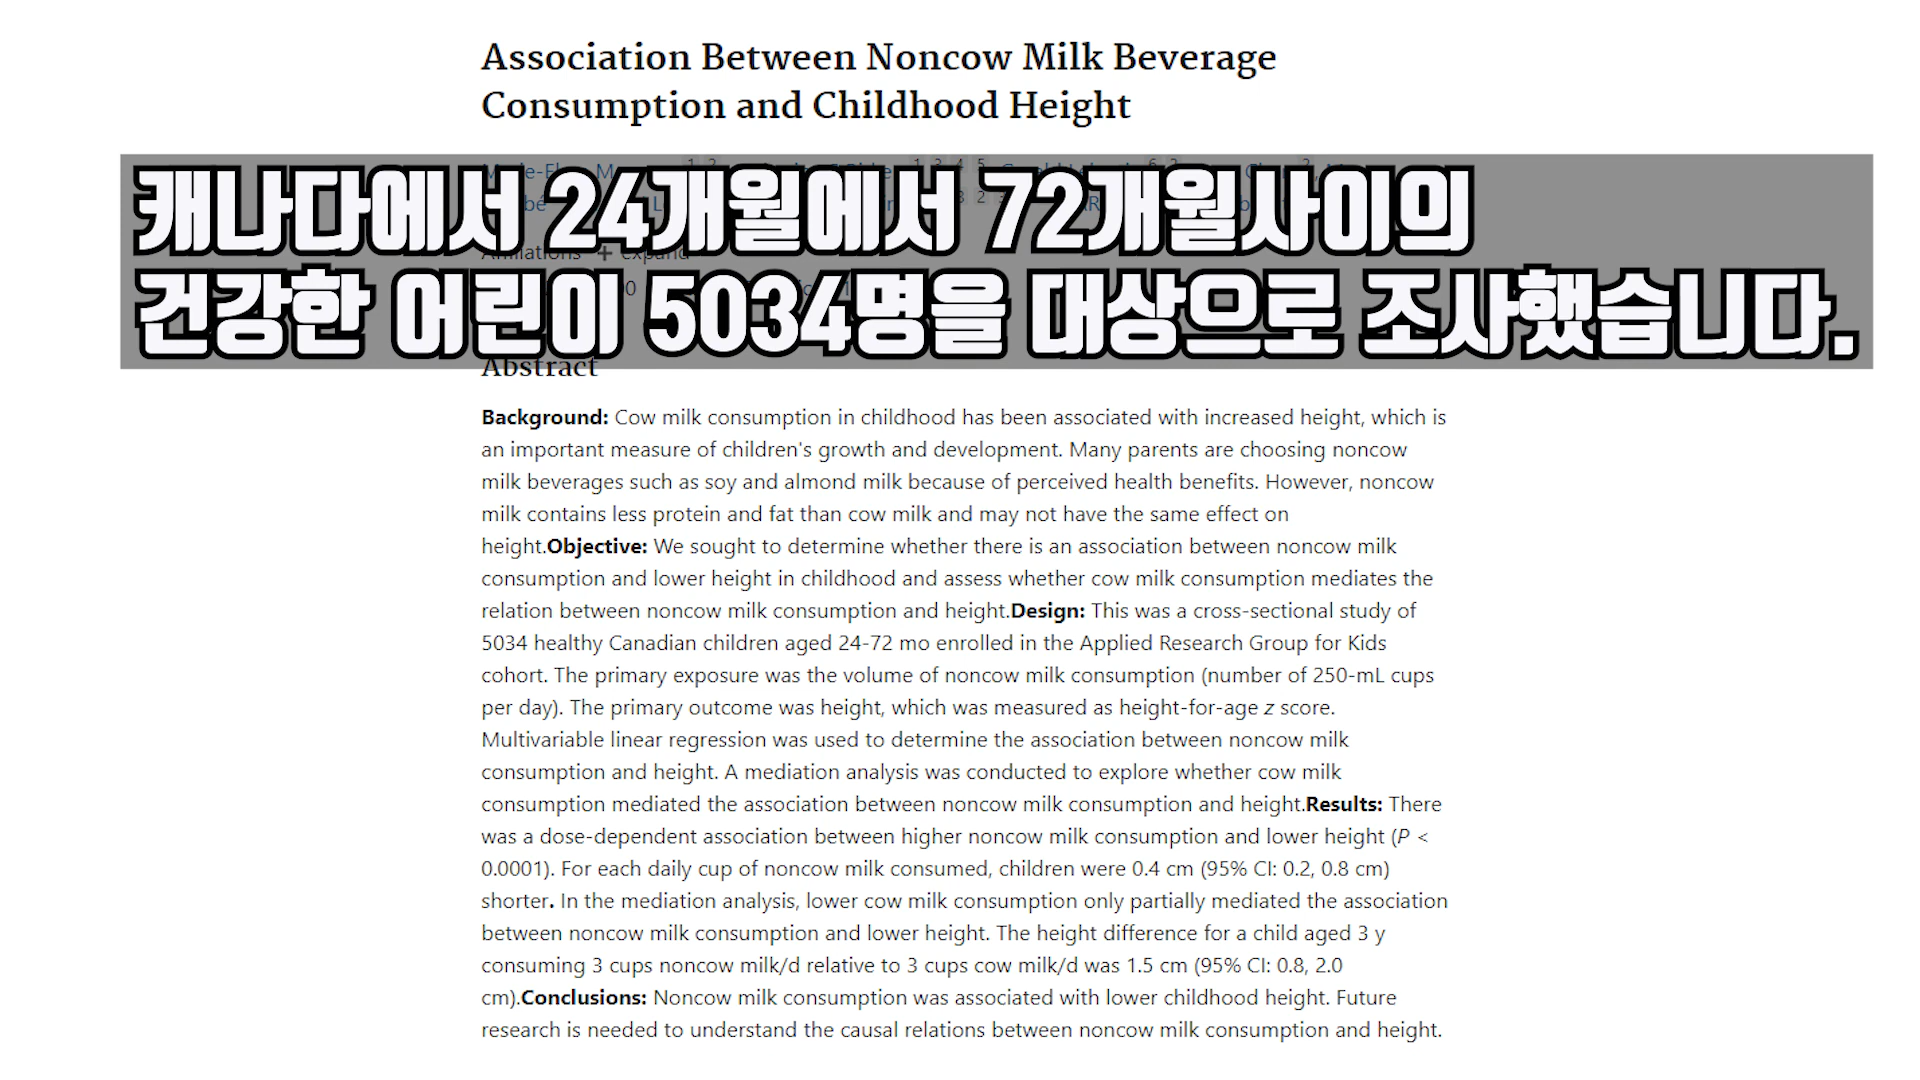 Association Between Noncow Milk Beverage
Consumption and Childhood Height
캐나다에서 24개월에서 72개월사이의
건강한 어린이 5034명을 대상으로 조사했습니다.
Affiliations + expand
Abstract
Background: Cow milk consumption in childhood has been associated with increased height, which is
an important measure of children's growth and development. Many parents are choosing noncow
milk beverages such as soy and almond milk because of perceived health benefits. However, noncow
milk contains less protein and fat than cow milk and may not have the same effect on
height.Objective: We sought to determine whether there is an association between noncow milk
consumption and lower height in childhood and assess whether cow milk consumption mediates the
relation between noncow milk consumption and height.Design: This was a cross-sectional study of
5034 healthy Canadian children aged 24-72 mo enrolled in the Applied Research Group for Kids
cohort. The primary exposure was the volume of noncow milk consumption (number of 250-mL cups
per day). The primary outcome was height, which was measured as height-for-age z score.
Multivariable linear regression was used to determine the association between noncow milk
consumption and height. A mediation analysis was conducted to explore whether cow milk
consumption mediated the association between noncow milk consumption and height.Results: There
was a dose-dependent association between higher noncow milk consumption and lower height (P <
0.0001). For each daily cup of noncow milk consumed, children were 0.4 cm (95% CI: 0.2, 0.8 cm)
shorter. In the mediation analysis, lower cow milk consumption only partially mediated the association
between noncow milk consumption and lower height. The height difference for a child aged 3 y
consuming 3 cups noncow milk/d relative to 3 cups cow milk/d was 1.5 cm (95% CI: 0.8, 2.0
cm).Conclusions: Noncow milk consumption was associated with lower childhood height. Future
research is needed to understand the causal relations between noncow milk consumption and height.